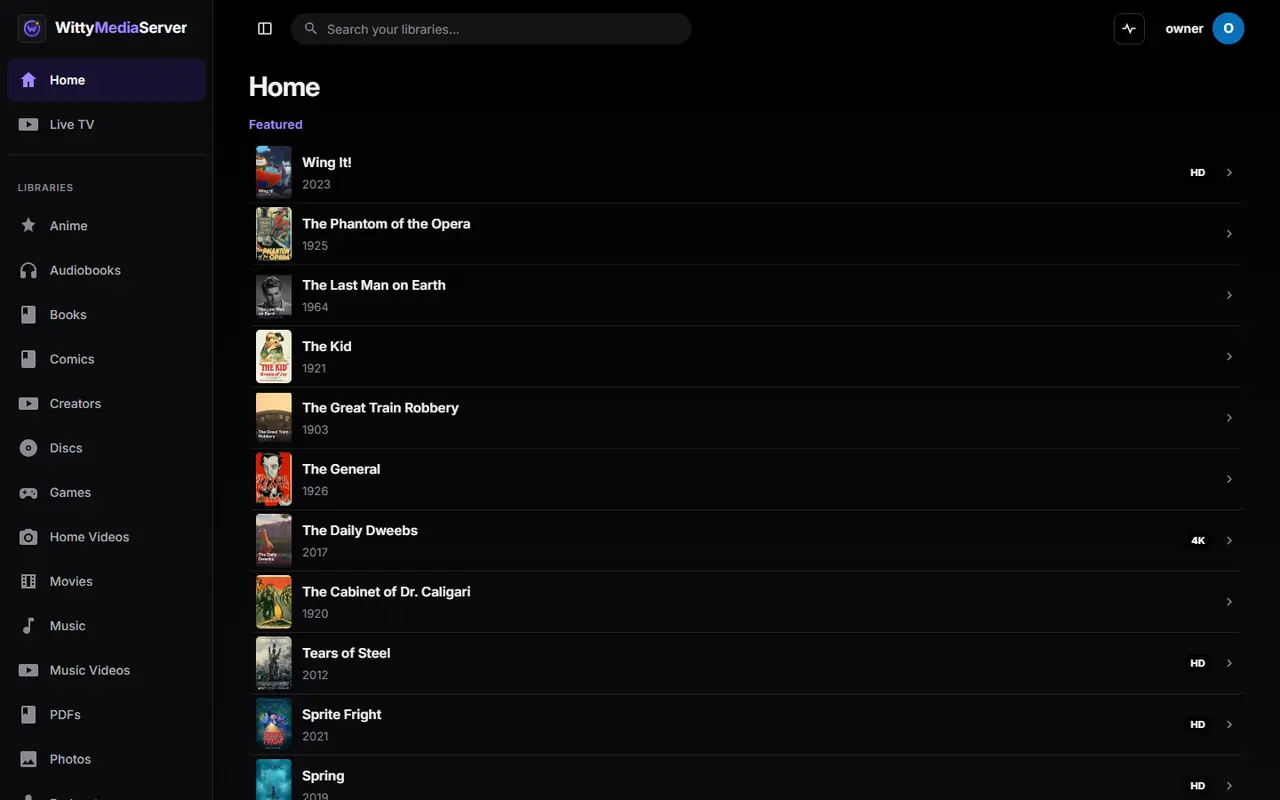 WittyMediaServer
Search your libraries...
owner
O
Home
Live TV
LIBRARIES
Anime
Audiobooks
Books
Comics
Creators
Discs
Games
Home Videos
Movies
Music
Music Videos
PDFs
Photos
Home
Featured
Wing It!
2023
HD
The Phantom of the Opera
1925
The Last Man on Earth
1964
The Kid
1921
The Great Train Robbery
1903
The General
1926
The Daily Dweebs
2017
4K
The Cabinet of Dr. Caligari
1920
Tears of Steel
2012
HD
Sprite Fright
2021
HD
Spring
2019
HD